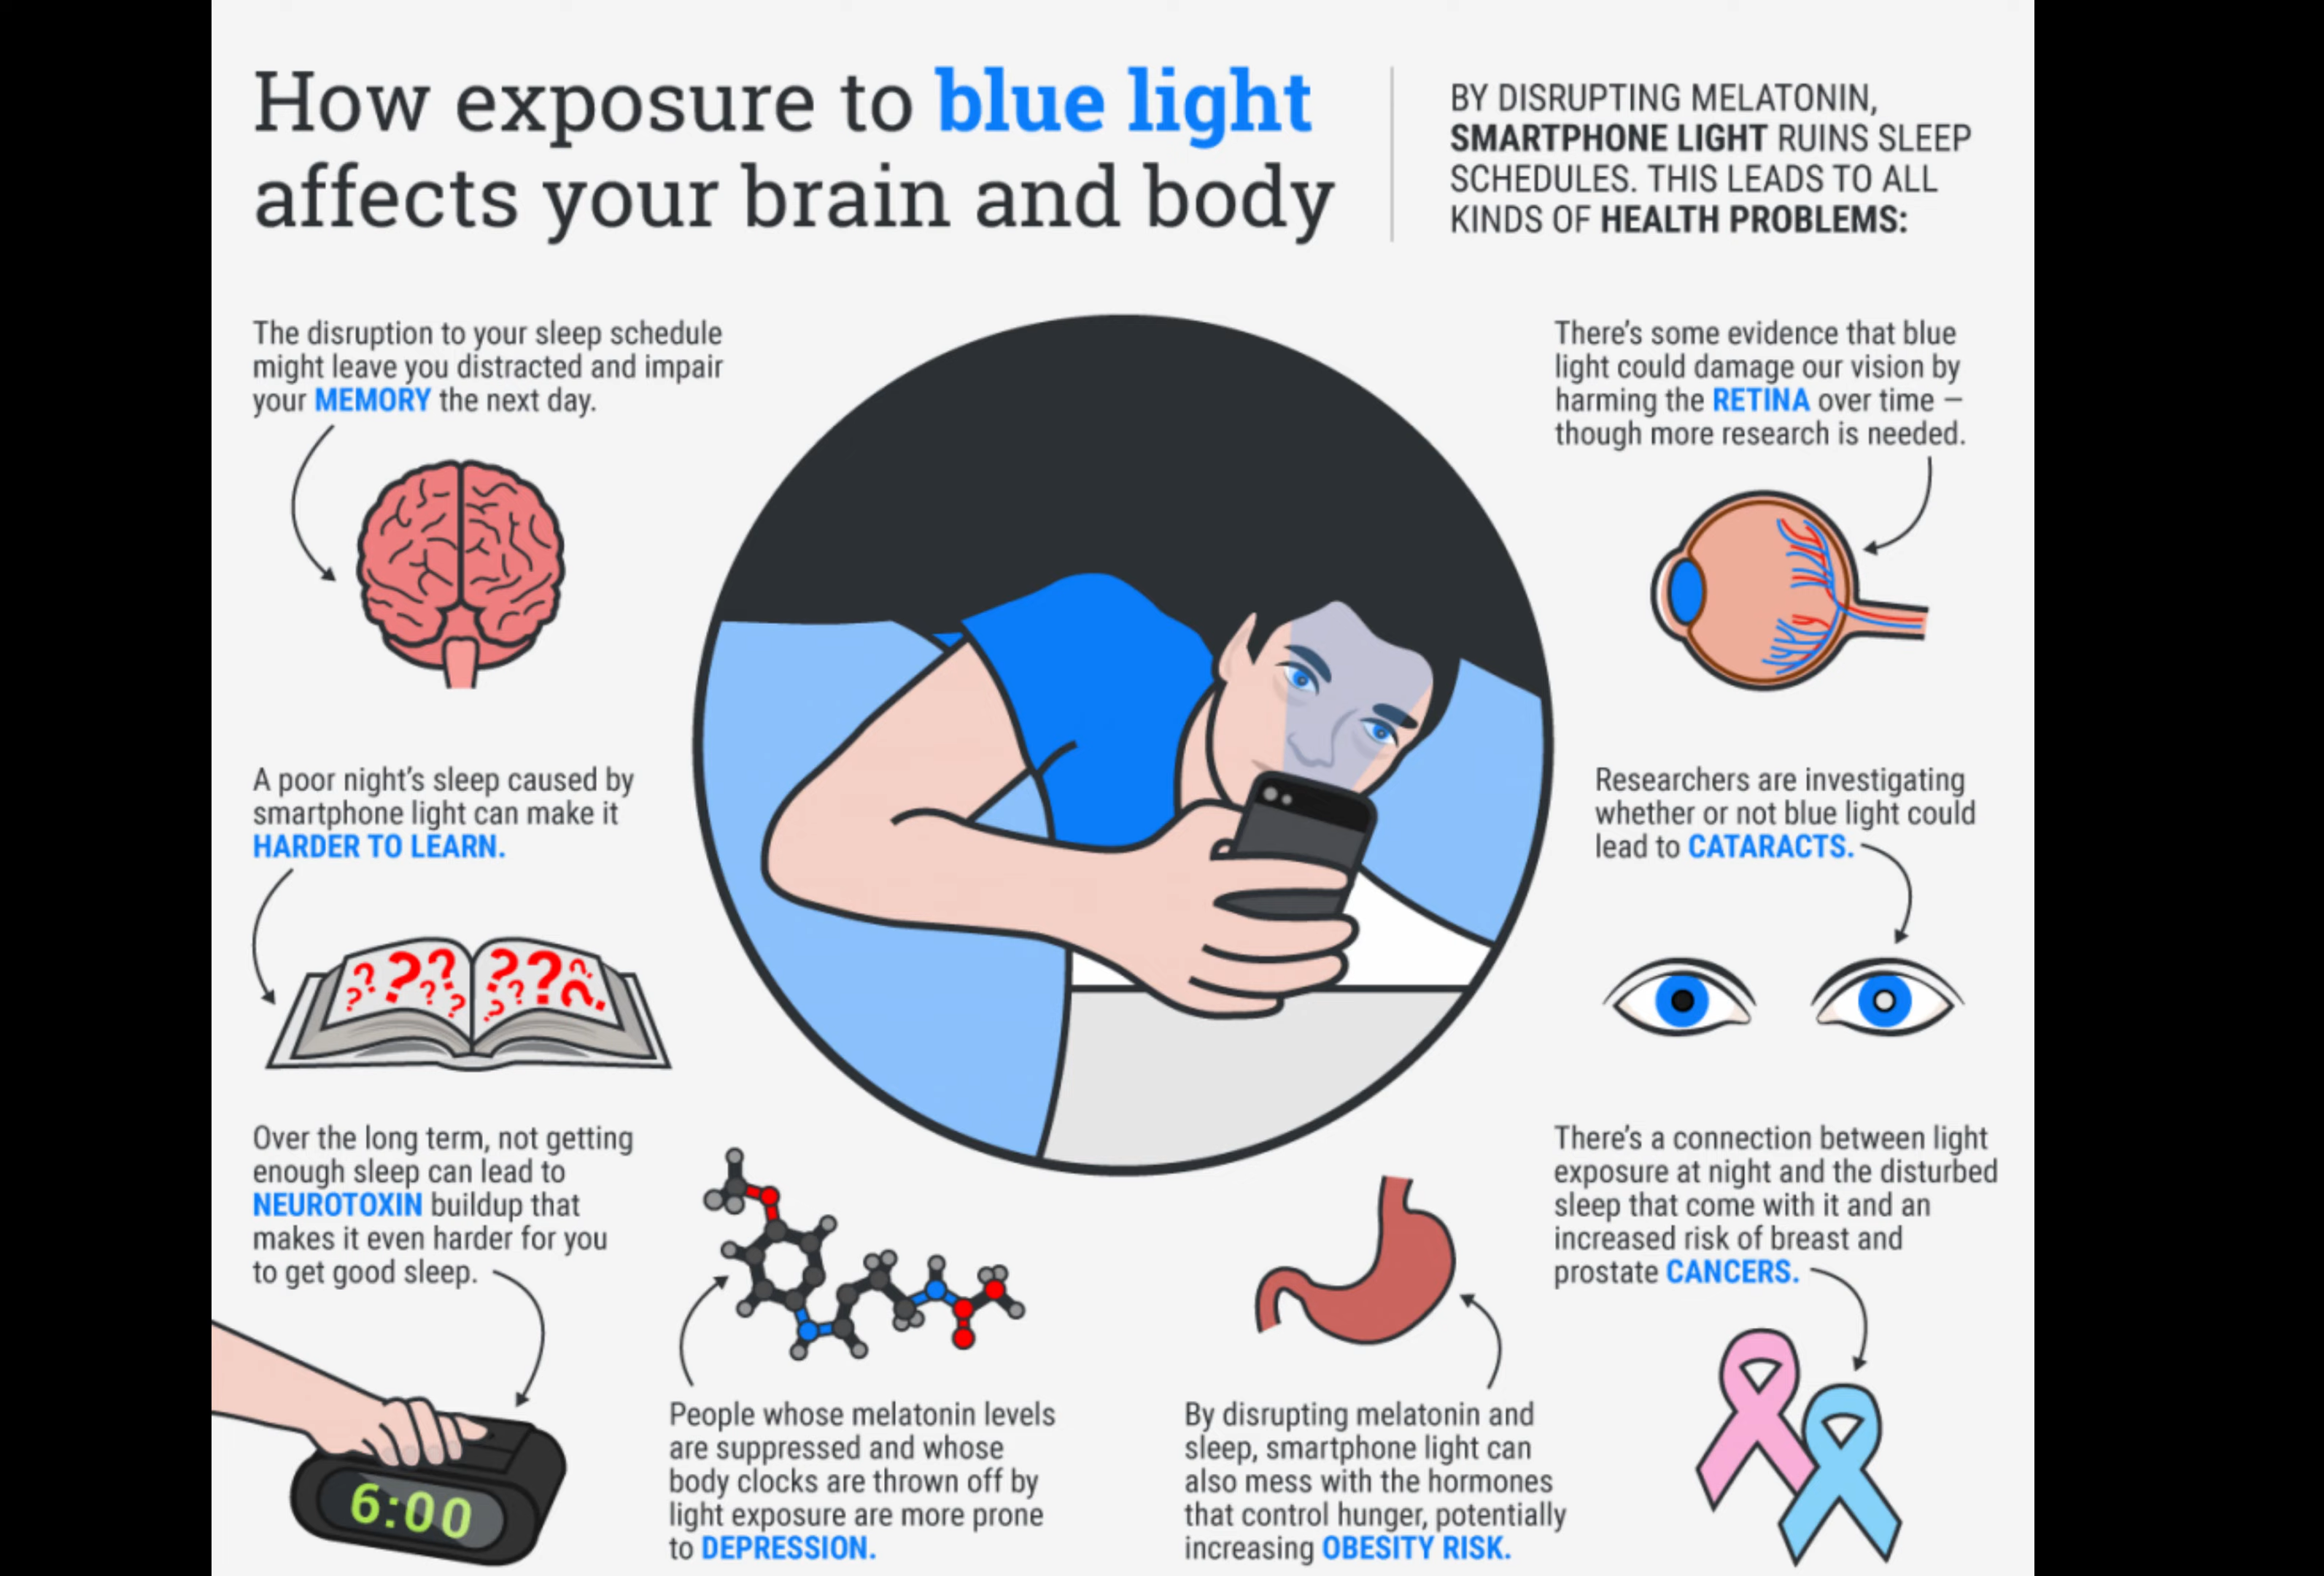 How exposure to blue light
affects your brain and body
BY DISRUPTING MELATONIN,
SMARTPHONE LIGHT RUINS SLEEP
SCHEDULES. THIS LEADS TO ALL
KINDS OF HEALTH PROBLEMS:
The disruption to your sleep schedule
might leave you distracted and impair
your MEMORY the next day.
There's some evidence that blue
light could damage our vision by
harming the RETINA over time –
though more research is needed.
A poor night's sleep caused by
smartphone light can make it
HARDER TO LEARN.
Researchers are investigating
whether or not blue light could
lead to CATARACTS.
????????????
Over the long term, not getting
enough sleep can lead to
NEUROTOXIN buildup that
makes it even harder for you
to get good sleep.
There's a connection between light
exposure at night and the disturbed
sleep that come with it and an
increased risk of breast and
prostate CANCERS.
6:00
People whose melatonin levels
are suppressed and whose
body clocks are thrown off by
light exposure are more prone
to DEPRESSION.
By disrupting melatonin and
sleep, smartphone light can
also mess with the hormones
that control hunger, potentially
increasing OBESITY RISK.